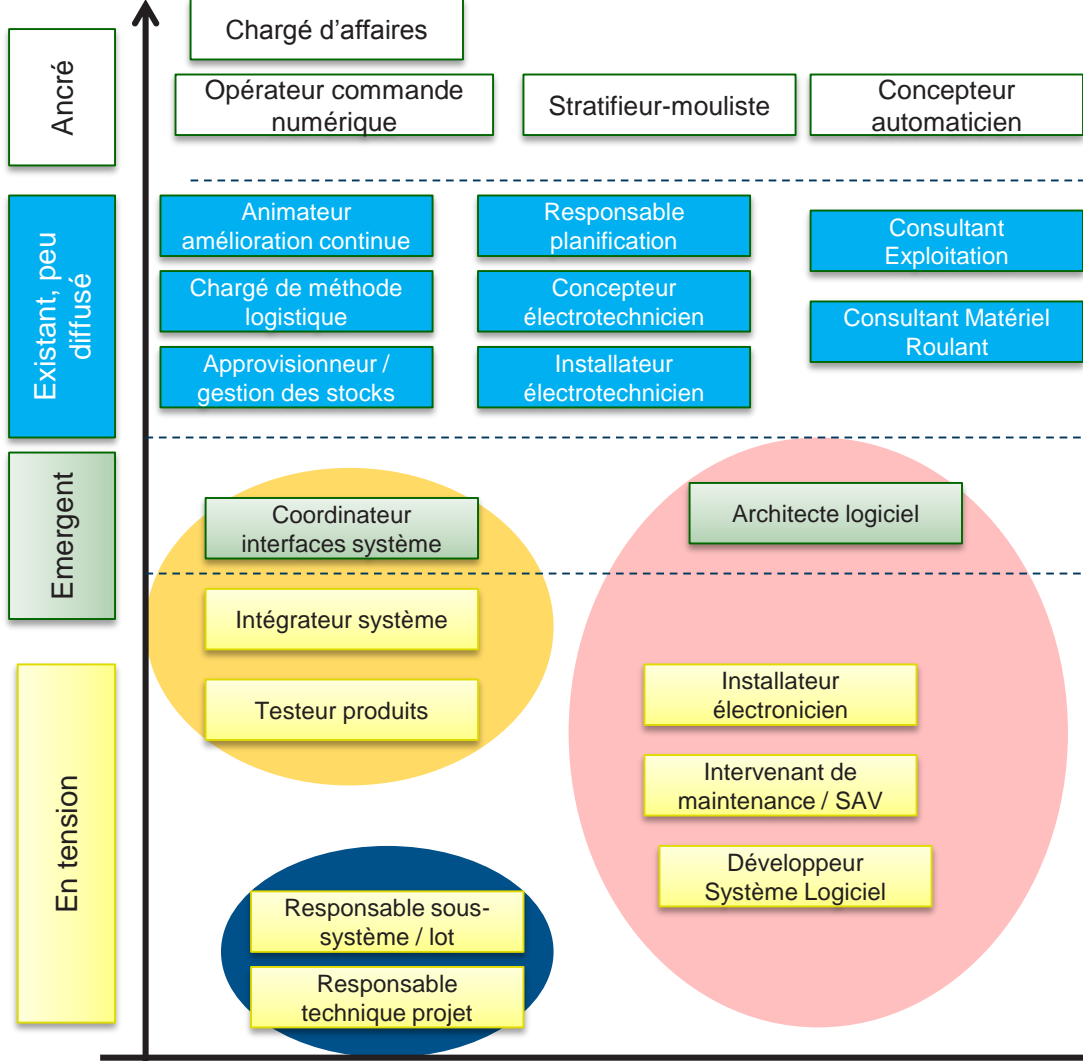 Ancré
Chargé d'affaires
Opérateur commande
numérique
Stratifieur-mouliste
Concepteur
automaticien
Existant, peu
diffusé
Animateur
amélioration continue
Responsable
planification
Consultant
Exploitation
Chargé de méthode
logistique
Concepteur
électrotechnicien
Consultant Matériel
Roulant
Approvisionneur /
gestion des stocks
Installateur
électrotechnicien
Emergent
Coordinateur
interfaces système
Architecte logiciel
En tension
Intégrateur système
Testeur produits
Installateur
électronicien
Intervenant de
maintenance / SAV
Développeur
Système Logiciel
Responsable sous-
système / lot
Responsable
technique projet